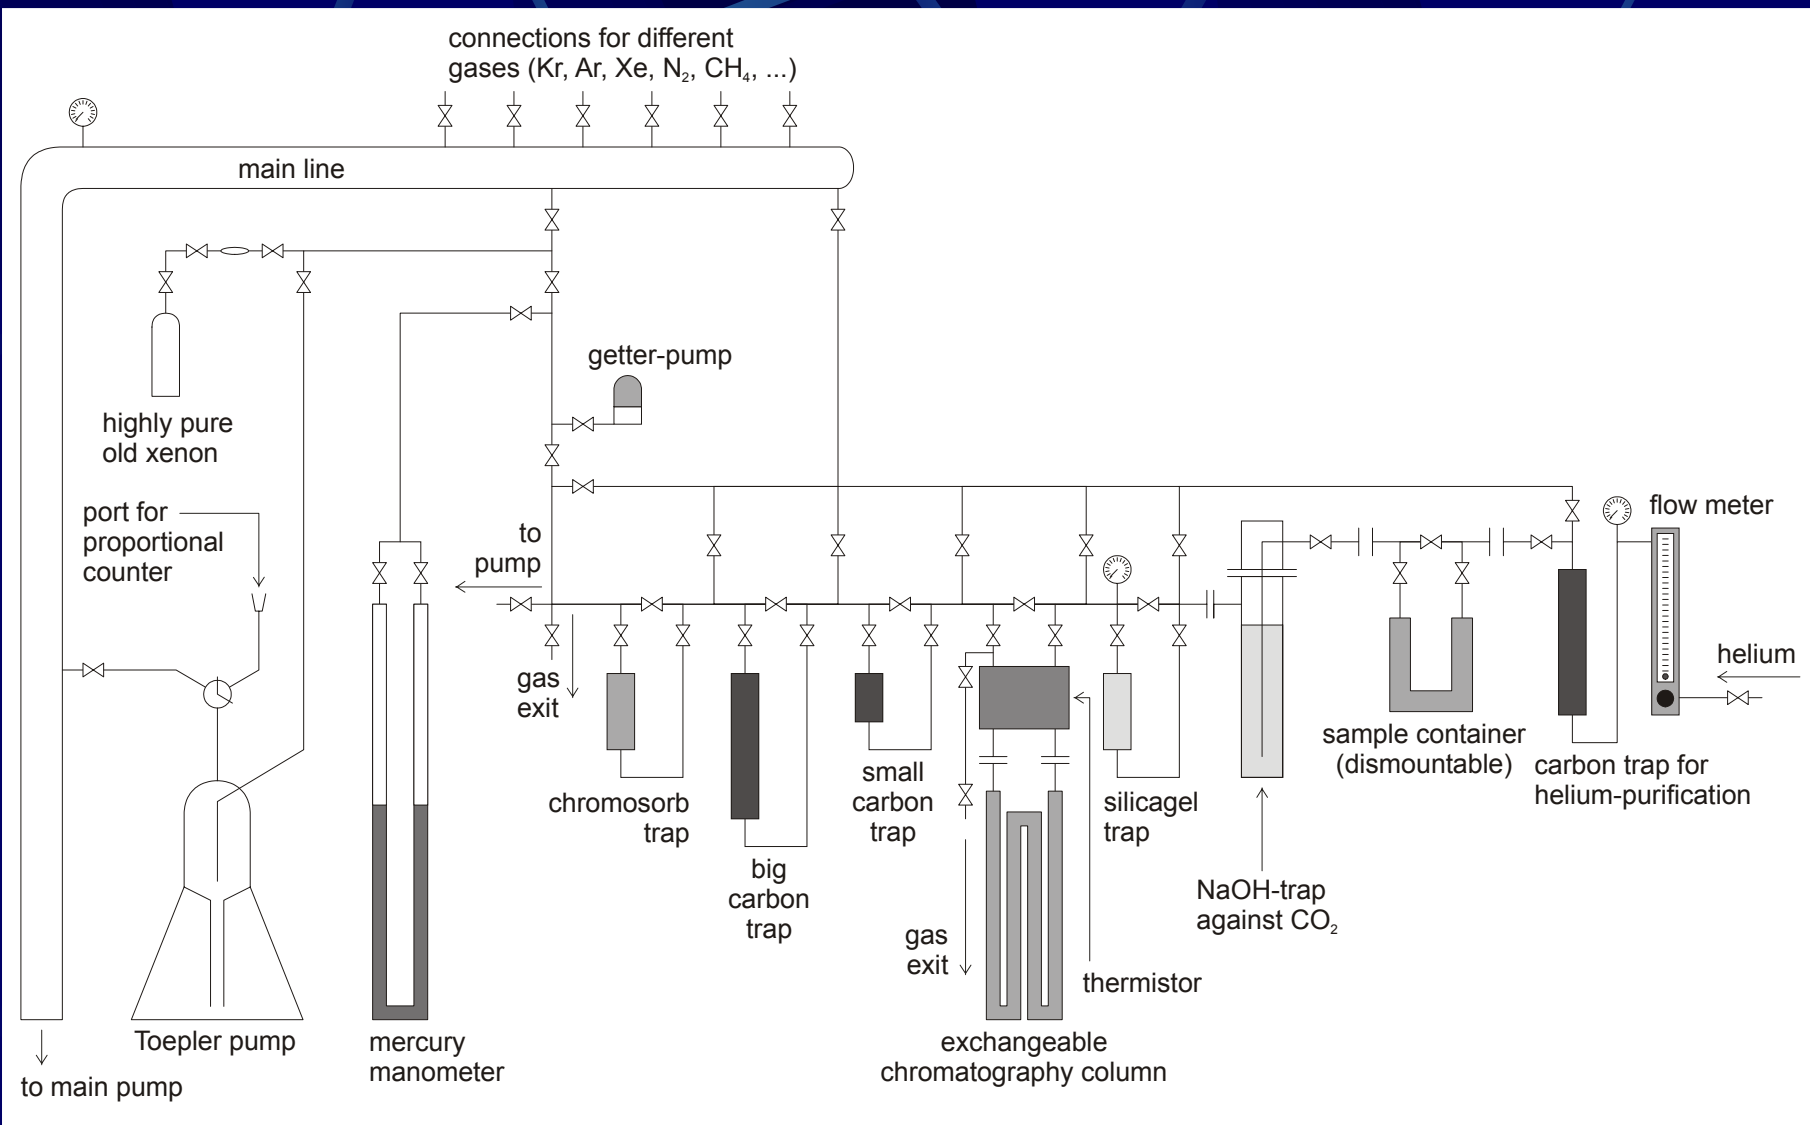 connections for different
gases (Kr, Ar, Xe, N₂, CH₄, ...)
main line
getter-pump
highly pure
old xenon
port for
proportional
counter
to
pump
flow meter
helium
gas
exit
sample container
(dismountable)
carbon trap for
helium-purification
chromosorb
trap
small
carbon
trap
silicagel
trap
big
carbon
trap
NaOH-trap
against CO₂
gas
exit
thermistor
Toepler pump
mercury
manometer
exchangeable
chromatography column
to main pump